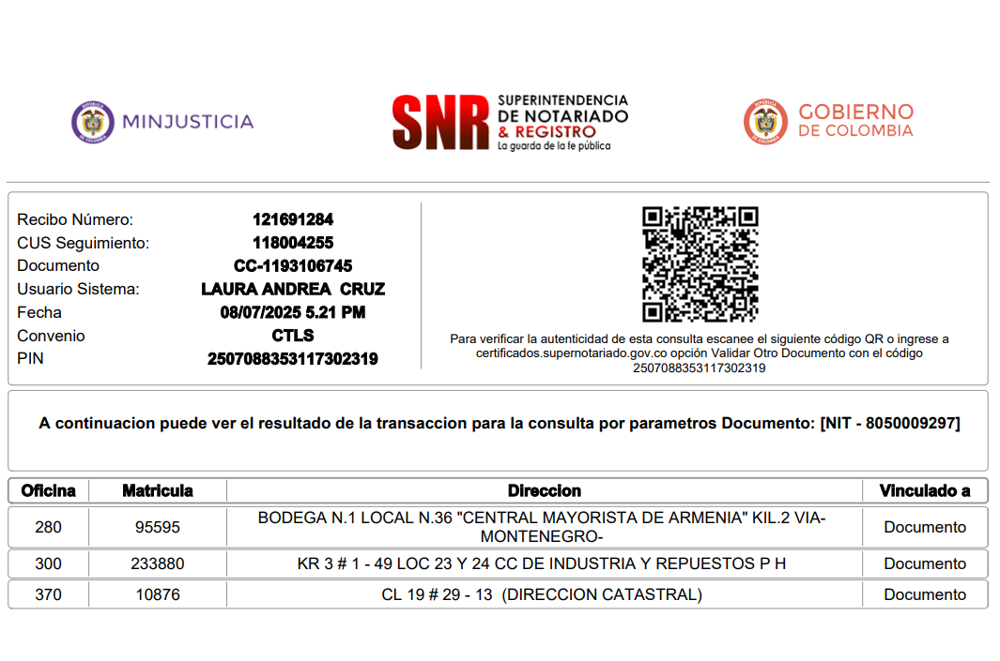 MINJUSTICIA
SNR
SUPERINTENDENCIA
DE NOTARIADO
& REGISTRO
La guarda de la fe pública
GOBIERNO
DE COLOMBIA
Recibo Número: 121691284
CUS Seguimiento: 118004255
Documento CC-1193106745
Usuario Sistema: LAURA ANDREA CRUZ
Fecha 08/07/2025 5.21 PM
Convenio CTLS
PIN 2507088353117302319
Para verificar la autenticidad de esta consulta escanee el siguiente código QR o ingrese a
certificados.supernotariado.gov.co opción Validar Otro Documento con el código
2507088353117302319
A continuacion puede ver el resultado de la transaccion para la consulta por parametros Documento: [NIT - 8050009297]
Oficina Matricula Direccion Vinculado a
280 95595 BODEGA N.1 LOCAL N.36 "CENTRAL MAYORISTA DE ARMENIA" KIL.2 VIA- Documento
MONTENEGRO-
300 233880 KR 3 # 1 - 49 LOC 23 Y 24 CC DE INDUSTRIA Y REPUESTOS P H Documento
370 10876 CL 19 # 29 - 13 (DIRECCION CATASTRAL) Documento